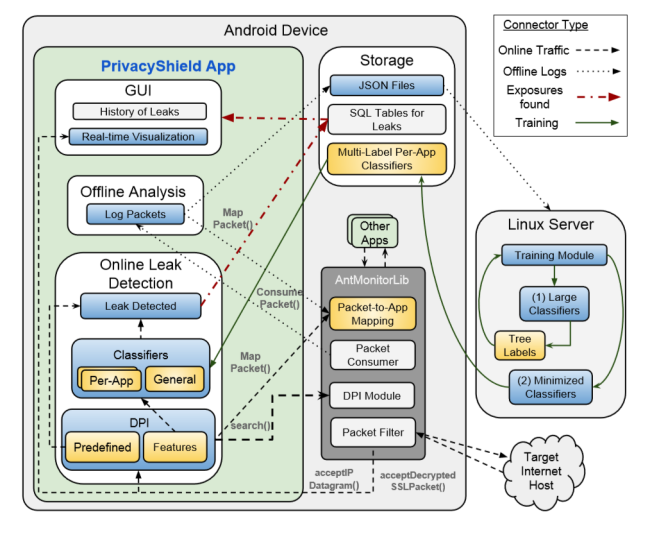 Android Device
Connector Type
Online Traffic
Offline Logs
Exposures
found
Training
PrivacyShield App
GUI
History of Leaks
Real-time Visualization
Storage
JSON Files
SQL Tables for
Leaks
Multi-Label Per-App
Classifiers
Offline Analysis
Log Packets
Map
Packet()
Other
Apps
Linux Server
Training Module
(1) Large
Classifiers
Tree
Labels
(2) Minimized
Classifiers
Online Leak
Detection
Leak Detected
Consume
Packet()
AntMonitorLib
Packet-to-App
Mapping
Packet
Consumer
DPI Module
Packet Filter
Classifiers
Per-App
General
Map
Packet()
DPI
Predefined
Features
search()
acceptIP
Datagram()
acceptDecrypted
SSLPacket()
Target
Internet
Host